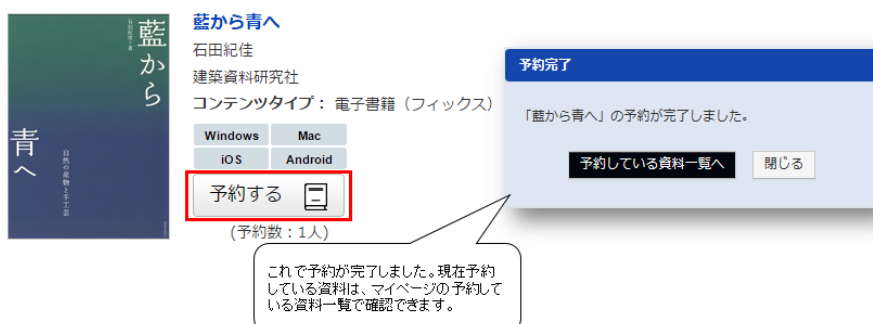 藍から
青へ
石田紀佳・著
自然の産物と手工芸
藍から青へ
石田紀佳
建築資料研究社
コンテンツタイプ： 電子書籍（フィックス）
Windows
Mac
iOS
Android
予約する
(予約数：1人)
予約完了
「藍から青へ」の予約が完了しました。
予約している資料一覧へ
閉じる
これで予約が完了しました。現在予約
している資料は、マイページの予約して
いる資料一覧で確認できます。